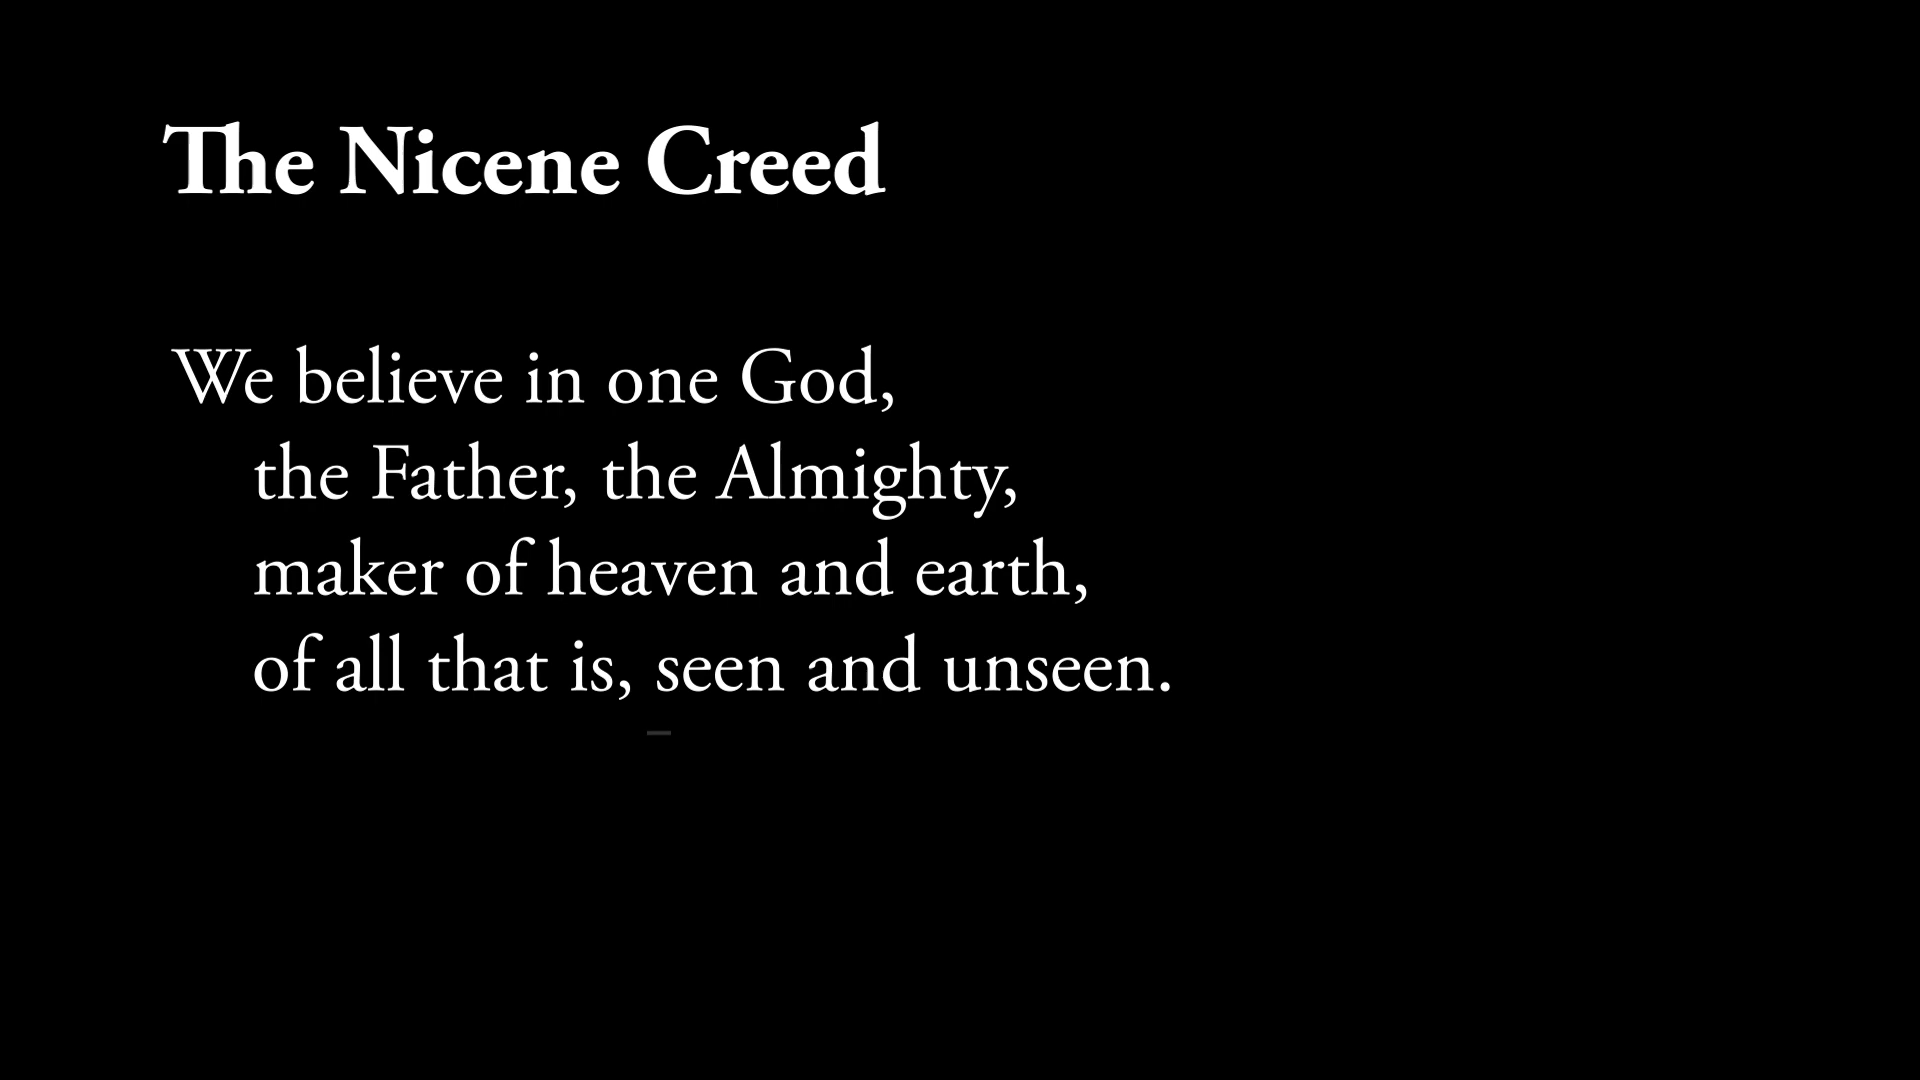 The Nicene Creed
We believe in one God,
the Father, the Almighty,
maker of heaven and earth,
of all that is, seen and unseen.